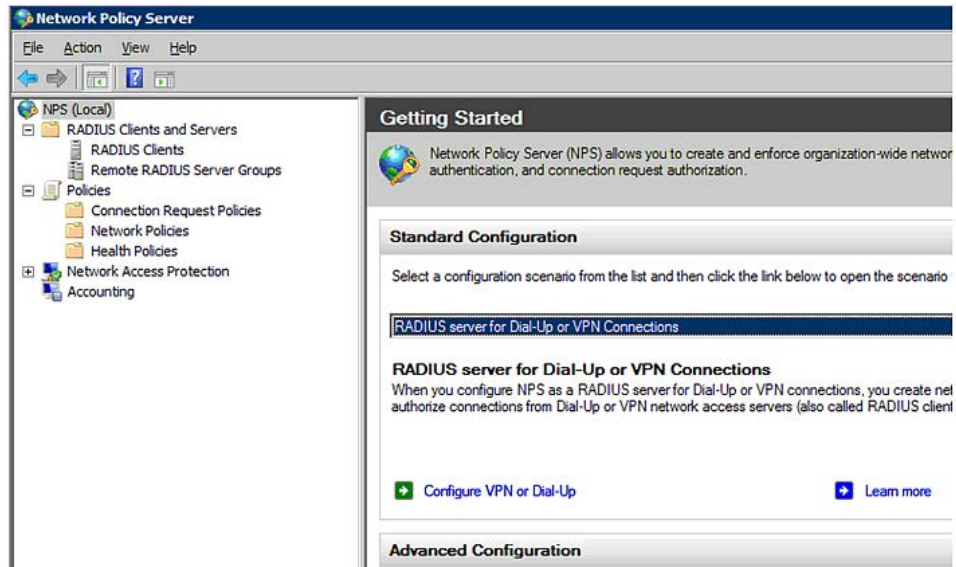 Network Policy Server
File Action View Help
NPS (Local)
RADIUS Clients and Servers
RADIUS Clients
Remote RADIUS Server Groups
Policies
Connection Request Policies
Network Policies
Health Policies
Network Access Protection
Accounting
Getting Started
Network Policy Server (NPS) allows you to create and enforce organization-wide networ
authentication, and connection request authorization.
Standard Configuration
Select a configuration scenario from the list and then click the link below to open the scenario
RADIUS server for Dial-Up or VPN Connections
RADIUS server for Dial-Up or VPN Connections
When you configure NPS as a RADIUS server for Dial-Up or VPN connections, you create net
authorize connections from Dial-Up or VPN network access servers (also called RADIUS client
Configure VPN or Dial-Up
Learn more
Advanced Configuration